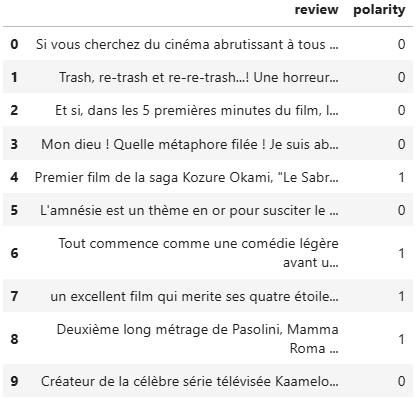 review polarity
0 Si vous cherchez du cinéma abrutissant à tous ... 0
1 Trash, re-trash et re-re-trash...! Une horreur... 0
2 Et si, dans les 5 premières minutes du film, l... 0
3 Mon dieu ! Quelle métaphore filée ! Je suis ab... 0
4 Premier film de la saga Kozure Okami, "Le Sabr... 1
5 L'amnésie est un thème en or pour susciter le ... 0
6 Tout commence comme une comédie légère
avant u... 1
7 un excellent film qui merite ses quatre étoile... 1
8 Deuxième long métrage de Pasolini, Mamma
Roma ... 1
9 Créateur de la célèbre série télévisée Kaamelo... 0